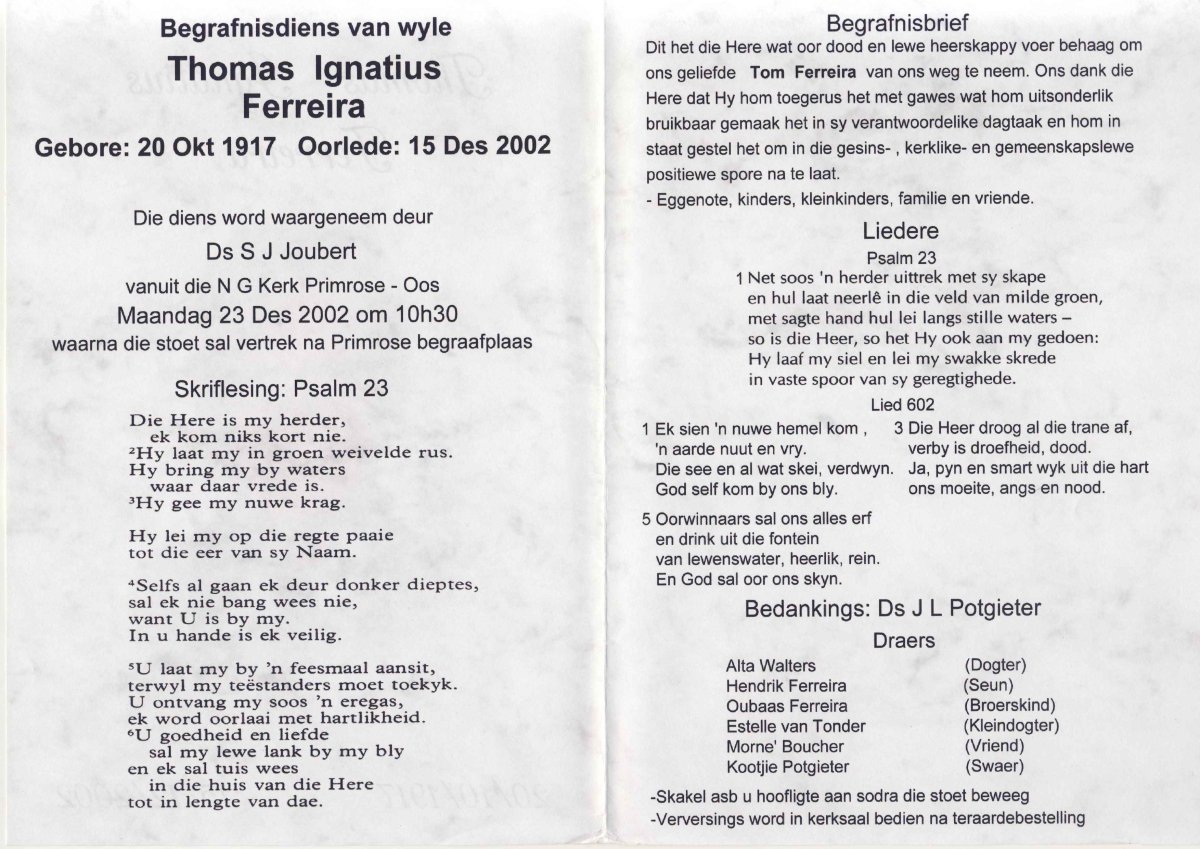 Begrafnisdiens van wyle
Thomas Ignatius
Ferreira
Gebore: 20 Okt 1917 Oorlede: 15 Des 2002
Die diens word waargeneem deur
Ds S J Joubert
vanuit die N G Kerk Primrose - Oos
Maandag 23 Des 2002 om 10h30
waarna die stoet sal vertrek na Primrose begraafplaas
Skriflesing: Psalm 23
Die Here is my herder,
ek kom niks kort nie.
²Hy laat my in groen weivelde rus.
Hy bring my by waters
waar daar vrede is.
³Hy gee my nuwe krag.
Hy lei my op die regte paaie
tot die eer van sy Naam.
⁴Selfs al gaan ek deur donker dieptes,
sal ek nie bang wees nie,
want U is by my.
In u hande is ek veilig.
⁵U laat my by 'n feesmaal aansit,
terwyl my teëstanders moet toekyk.
U ontvang my soos 'n eregas,
ek word oorlaai met hartlikheid.
⁶U goedheid en liefde
sal my lewe lank by my bly
en ek sal tuis wees
in die huis van die Here
tot in lengte van dae.
Begrafnisbrief
Dit het die Here wat oor dood en lewe heerskappy voer behaag om
ons geliefde Tom Ferreira van ons weg te neem. Ons dank die
Here dat Hy hom toegerus het met gawes wat hom uitsonderlik
bruikbaar gemaak het in sy verantwoordelike dagtaak en hom in
staat gestel het om in die gesins- , kerklike- en gemeenskapslewe
positiewe spore na te laat.
- Eggenote, kinders, kleinkinders, familie en vriende.
Liedere
Psalm 23
1 Net soos 'n herder uittrek met sy skape
en hul laat neerlê in die veld van milde groen,
met sagte hand hul lei langs stille waters –
so is die Heer, so het Hy ook aan my gedoen:
Hy laaf my siel en lei my swakke skrede
in vaste spoor van sy geregtighede.
Lied 602
1 Ek sien 'n nuwe hemel kom ,
'n aarde nuut en vry.
Die see en al wat skei, verdwyn.
God self kom by ons bly.
3 Die Heer droog al die trane af,
verby is droefheid, dood.
Ja, pyn en smart wyk uit die hart
ons moeite, angs en nood.
5 Oorwinnaars sal ons alles erf
en drink uit die fontein
van lewenswater, heerlik, rein.
En God sal oor ons skyn.
Bedankings: Ds J L Potgieter
Draers
Alta Walters (Dogter)
Hendrik Ferreira (Seun)
Oubaas Ferreira (Broerskind)
Estelle van Tonder (Kleindogter)
Morne' Boucher (Vriend)
Kootjie Potgieter (Swaer)
-Skakel asb u hoofligte aan sodra die stoet beweeg
-Verversings word in kerksaal bedien na teraardebestelling